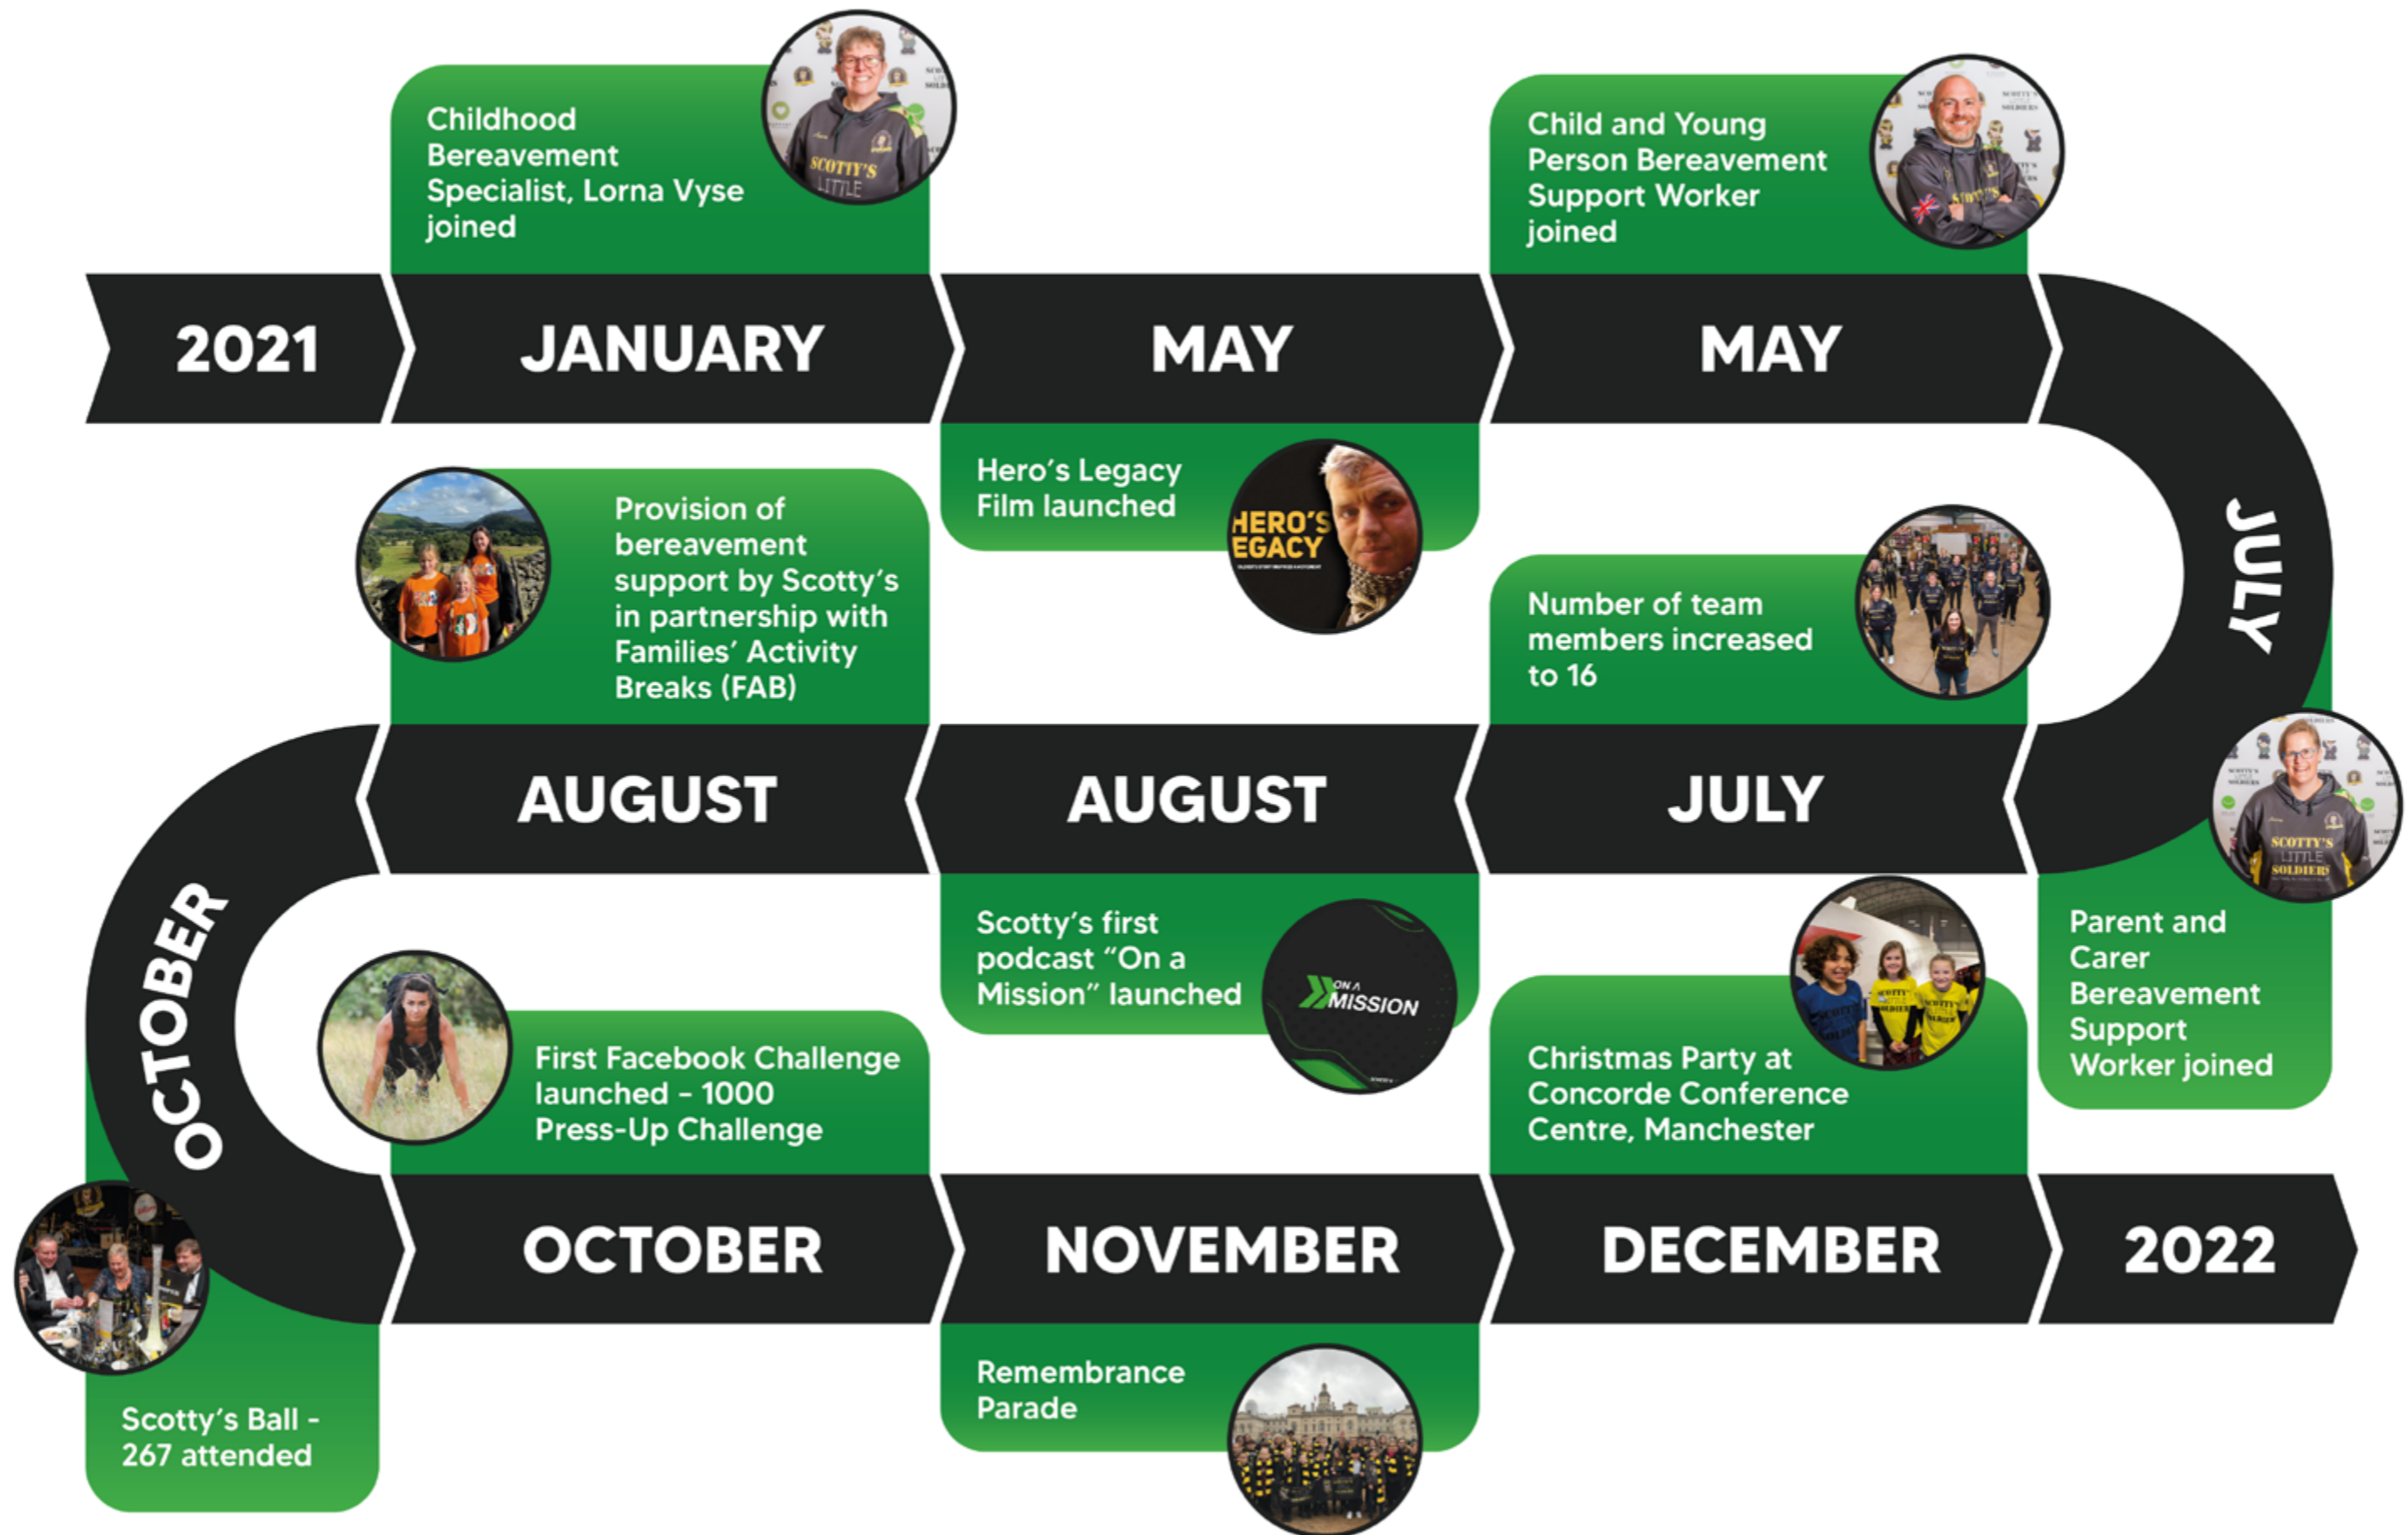 Childhood
Bereavement
Specialist, Lorna Vyse
joined
SCOTTY'S
LITTLE
Child and Young
Person Bereavement
Support Worker
joined
2021
JANUARY
MAY
MAY
JULY
Hero's Legacy
Film launched
HERO'S
EGACY
Provision of
bereavement
support by Scotty's
in partnership with
Families' Activity
Breaks (FAB)
Number of team
members increased
to 16
SCOTTY'S
LITTLE
SOLDIERS
Parent and
Carer
Bereavement
Support
Worker joined
JULY
AUGUST
AUGUST
OCTOBER
Scotty's first
podcast “On a
Mission” launched
ON A
MISSION
Scotty's Ball -
267 attended
First Facebook Challenge
launched – 1000
Press-Up Challenge
Christmas Party at
Concorde Conference
Centre, Manchester
OCTOBER
NOVEMBER
DECEMBER
2022
Remembrance
Parade